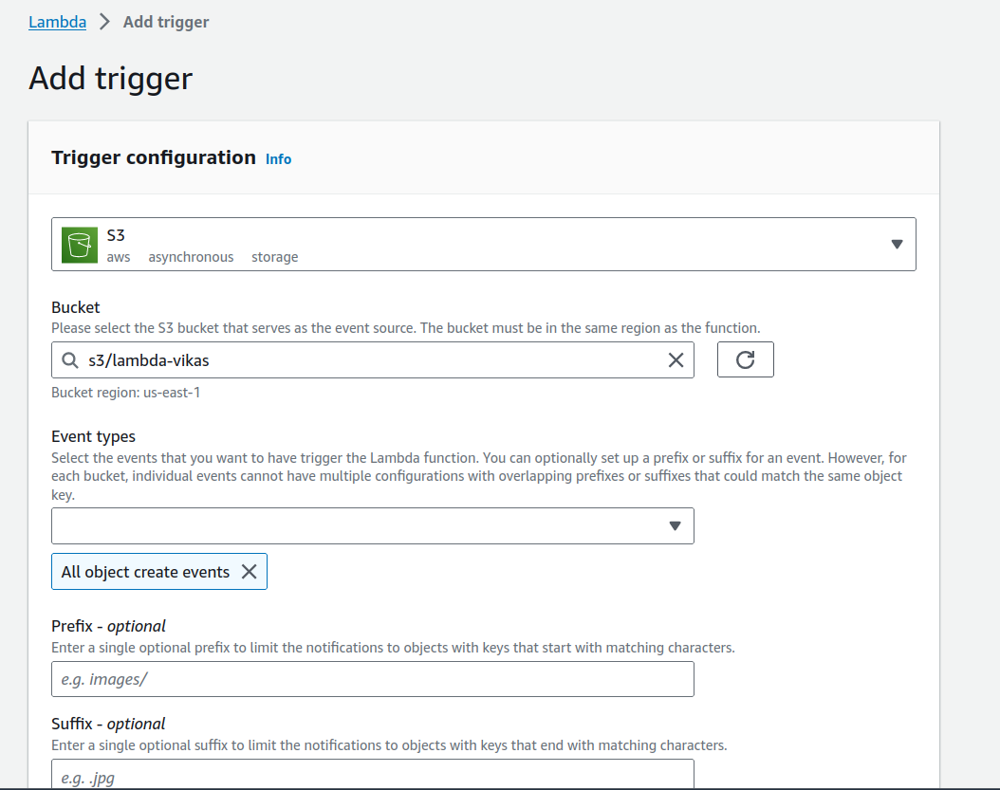 Lambda > Add trigger
Add trigger
Trigger configuration Info
S3
aws asynchronous storage
Bucket
Please select the S3 bucket that serves as the event source. The bucket must be in the same region as the function.
s3/lambda-vikas
Bucket region: us-east-1
Event types
Select the events that you want to have trigger the Lambda function. You can optionally set up a prefix or suffix for an event. However, for
each bucket, individual events cannot have multiple configurations with overlapping prefixes or suffixes that could match the same object
key.
All object create events
Prefix - optional
Enter a single optional prefix to limit the notifications to objects with keys that start with matching characters.
e.g. images/
Suffix - optional
Enter a single optional suffix to limit the notifications to objects with keys that end with matching characters.
e.g. .jpg